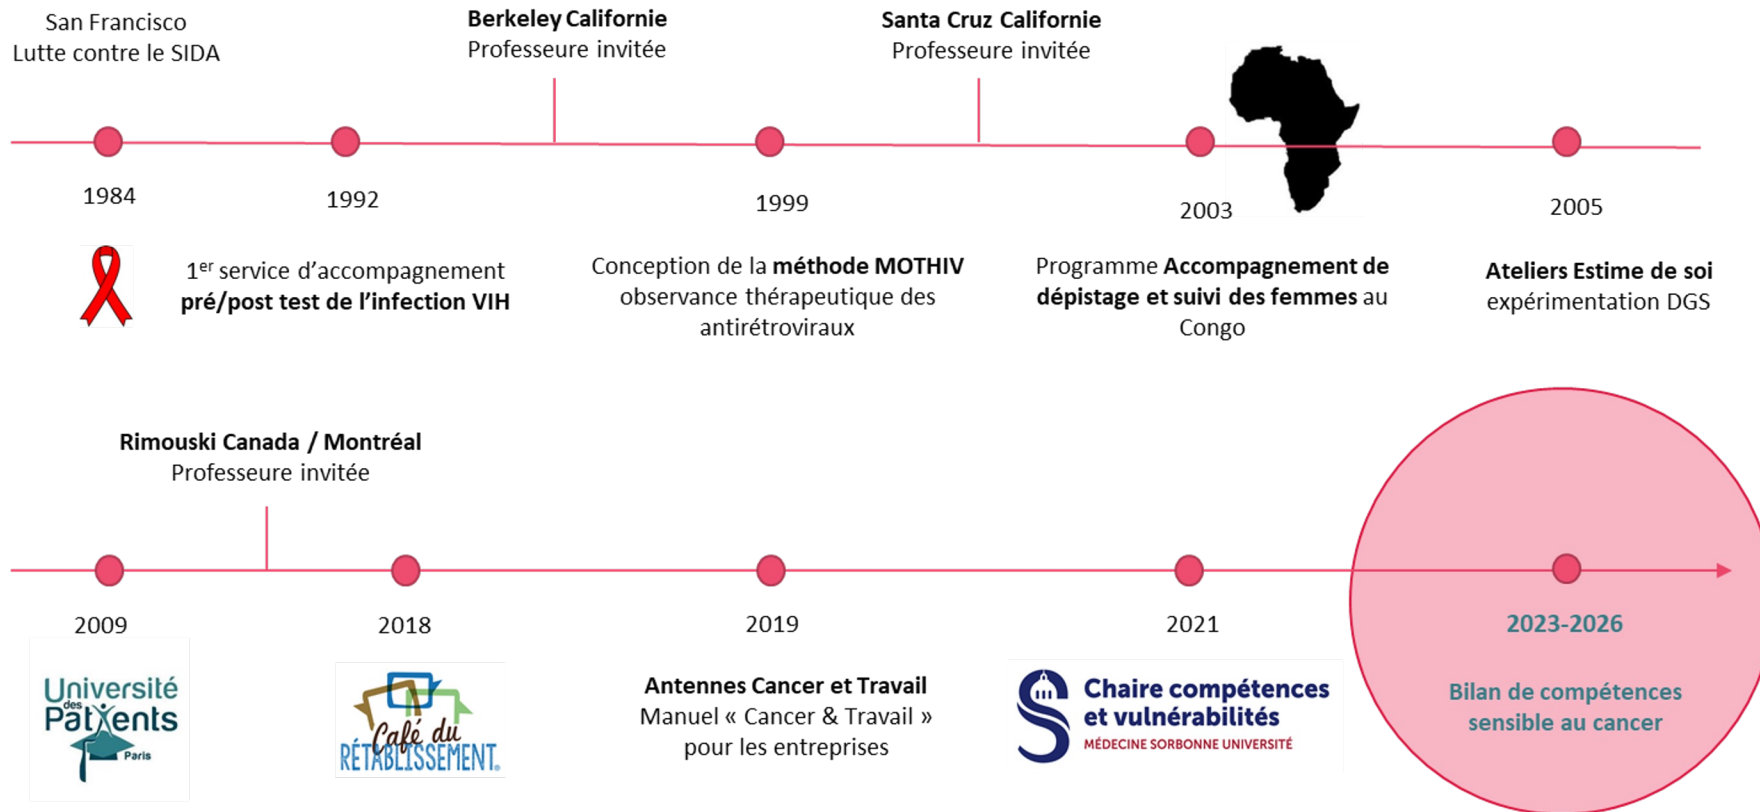 San Francisco
Lutte contre le SIDA
Berkeley Californie
Professeure invitée
Santa Cruz Californie
Professeure invitée
1984
1992
1999
2003
2005
1er service d’accompagnement
pré/post test de l’infection VIH
Conception de la méthode MOTHIV
observance thérapeutique des
antirétroviraux
Programme Accompagnement de
dépistage et suivi des femmes au
Congo
Ateliers Estime de soi
expérimentation DGS
Rimouski Canada / Montréal
Professeure invitée
2009
2018
2019
2021
2023-2026
Université
des
Patients
Paris
Café du
RÉTABLISSEMENT®
Antennes Cancer et Travail
Manuel « Cancer & Travail »
pour les entreprises
Chaire compétences
et vulnérabilités
MÉDECINE SORBONNE UNIVERSITÉ
Bilan de compétences
sensible au cancer